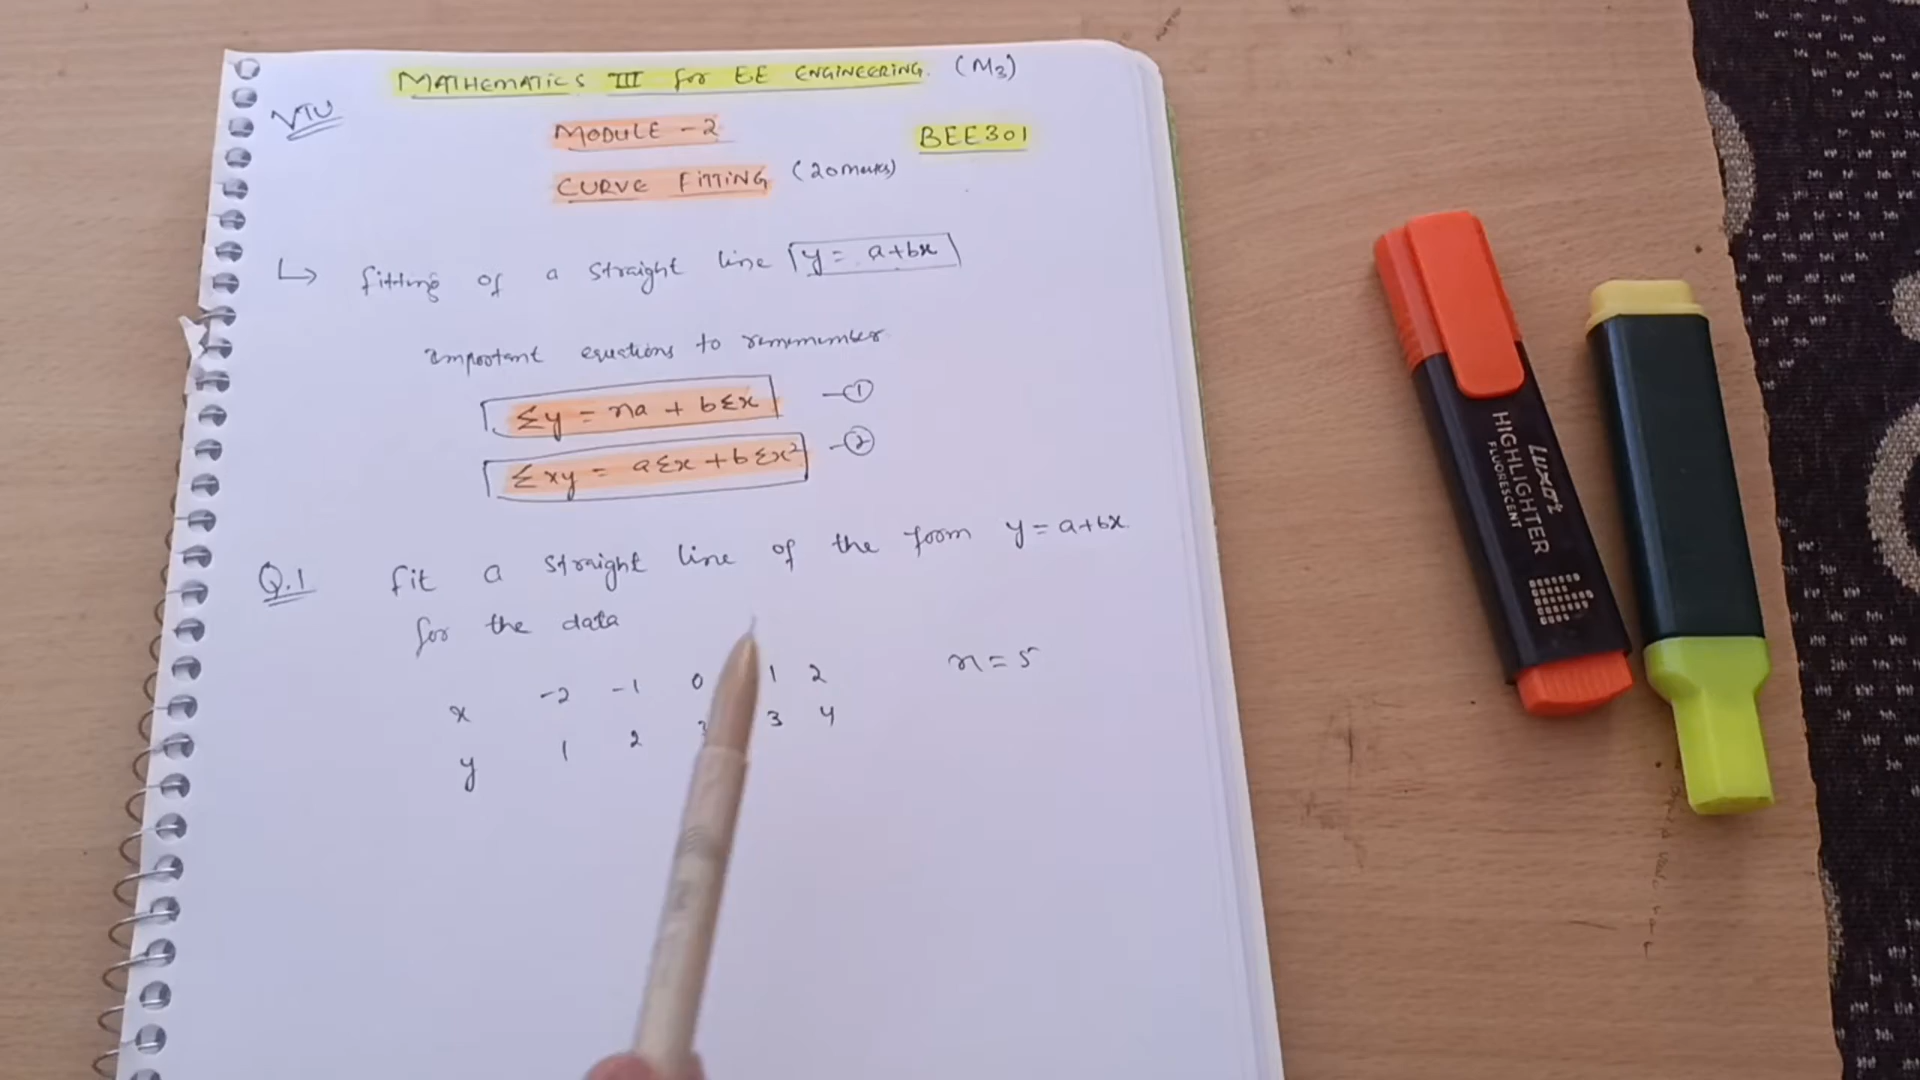 MATHEMATICS III for EE ENGINEERING. (M3)
VTU
MODULE - 2
BEE301
CURVE FITTING (20marks)
↳ fitting of a straight line y = a+bx
important equations to rememember.
Σy = na + bΣx —①
Σxy = aΣx + bΣx² —②
Q.1 fit a straight line of the form y = a+bx.
for the data
x -2 -1 0 1 2 n = 5
y 1 2 3 4
Luxor
HIGHLIGHTER
FLUORESCENT